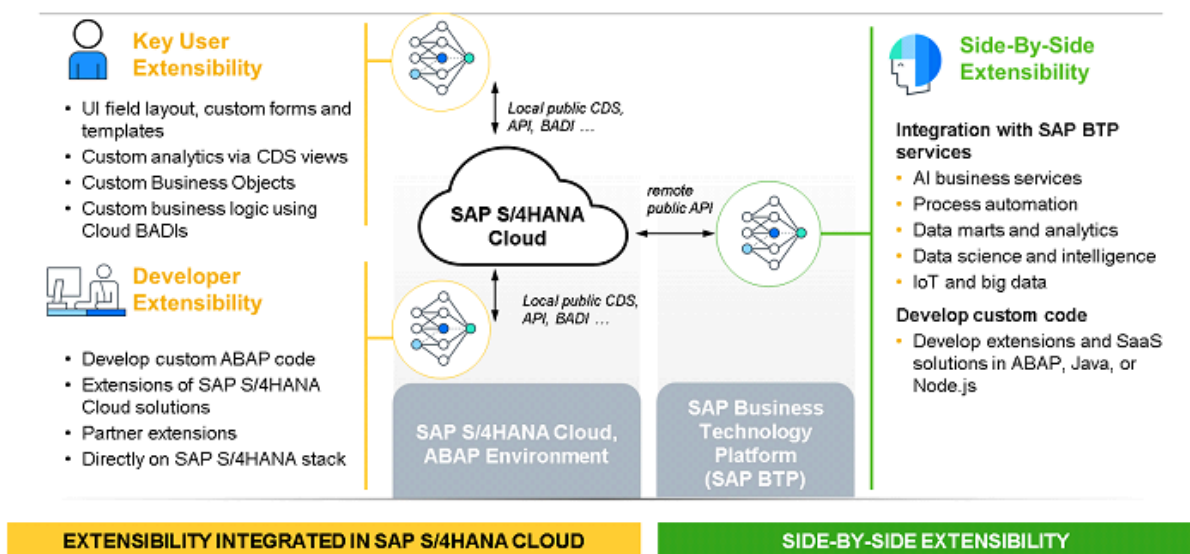 Key User
Extensibility
• UI field layout, custom forms and
templates
• Custom analytics via CDS views
• Custom Business Objects
• Custom business logic using
Cloud BADIs
Developer
Extensibility
• Develop custom ABAP code
• Extensions of SAP S/4HANA
Cloud solutions
• Partner extensions
• Directly on SAP S/4HANA stack
Local public CDS,
API, BADI ...
SAP S/4HANA
Cloud
remote
public API
Local public CDS,
API, BADI ...
SAP S/4HANA Cloud,
ABAP Environment
SAP Business
Technology
Platform
(SAP BTP)
Side-By-Side
Extensibility
Integration with SAP BTP
services
• AI business services
• Process automation
• Data marts and analytics
• Data science and intelligence
• IoT and big data
Develop custom code
• Develop extensions and SaaS
solutions in ABAP, Java, or
Node.js
EXTENSIBILITY INTEGRATED IN SAP S/4HANA CLOUD
SIDE-BY-SIDE EXTENSIBILITY